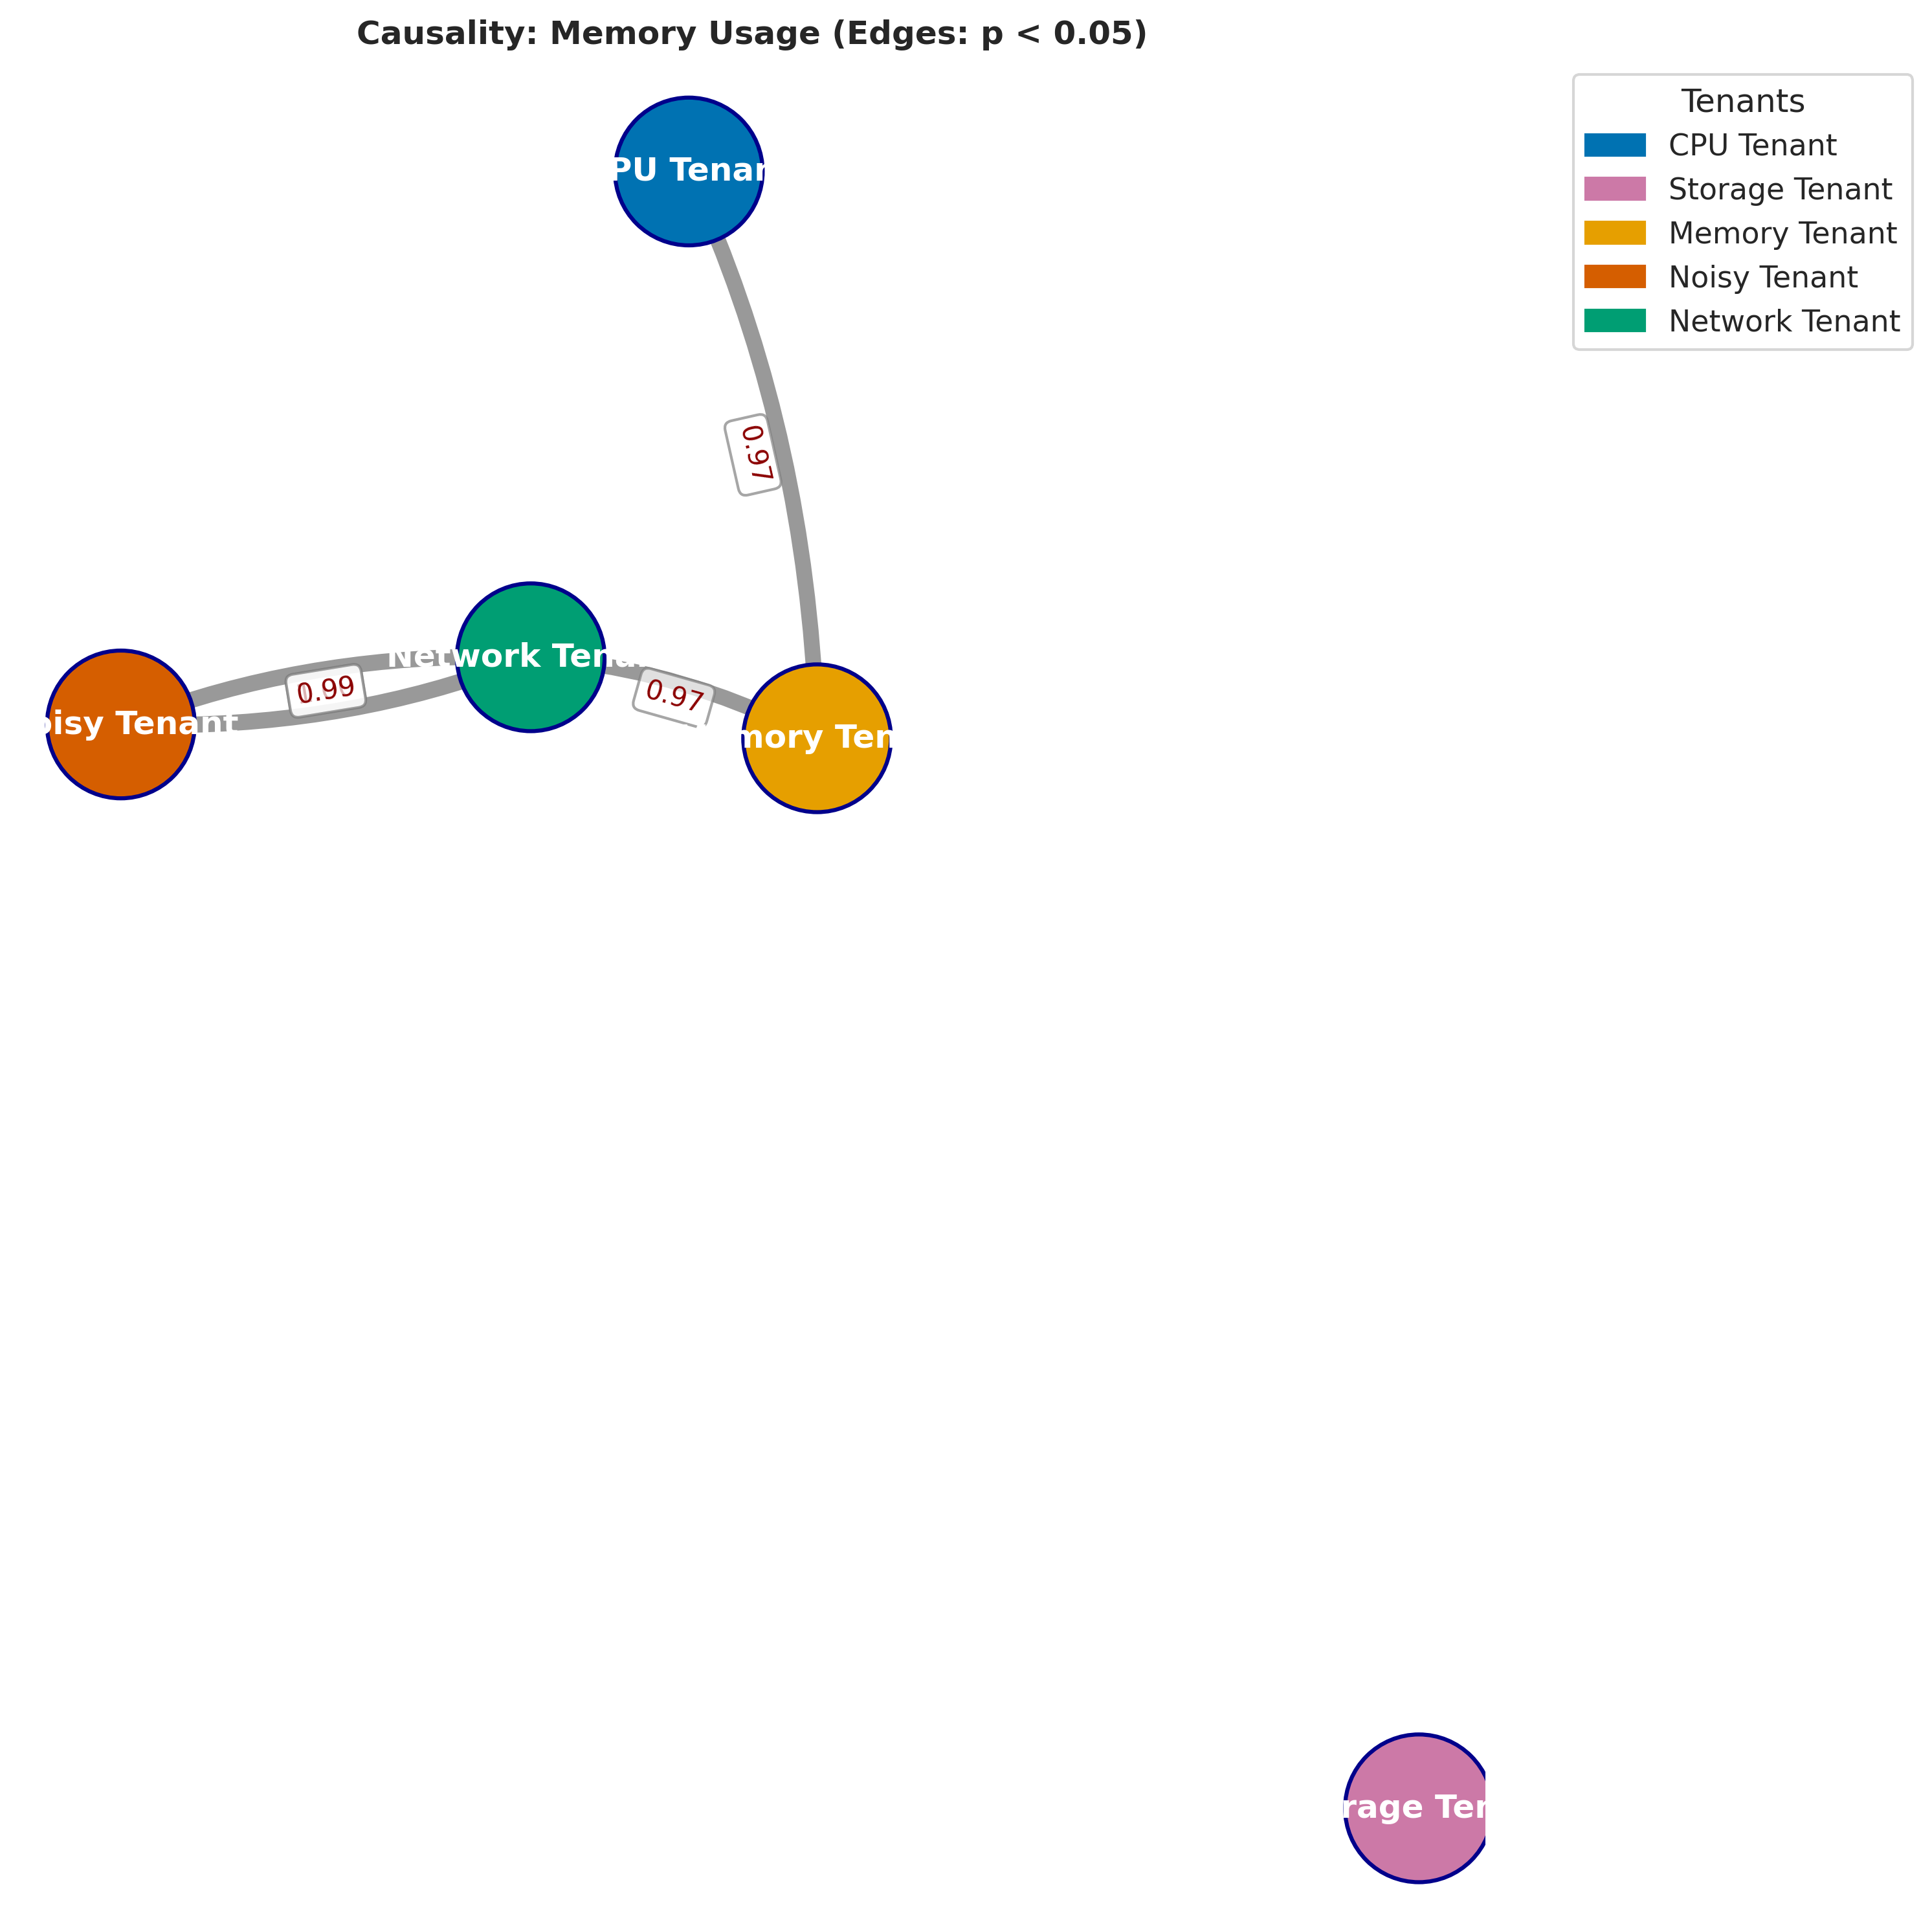 Causality: Memory Usage (Edges: p < 0.05)
Tenants
CPU Tenant
Storage Tenant
Memory Tenant
Noisy Tenant
Network Tenant
PU Tenan
0.97
Network Tena
0.99
0.97
oisy Tenant
mory Ten
rage Ten